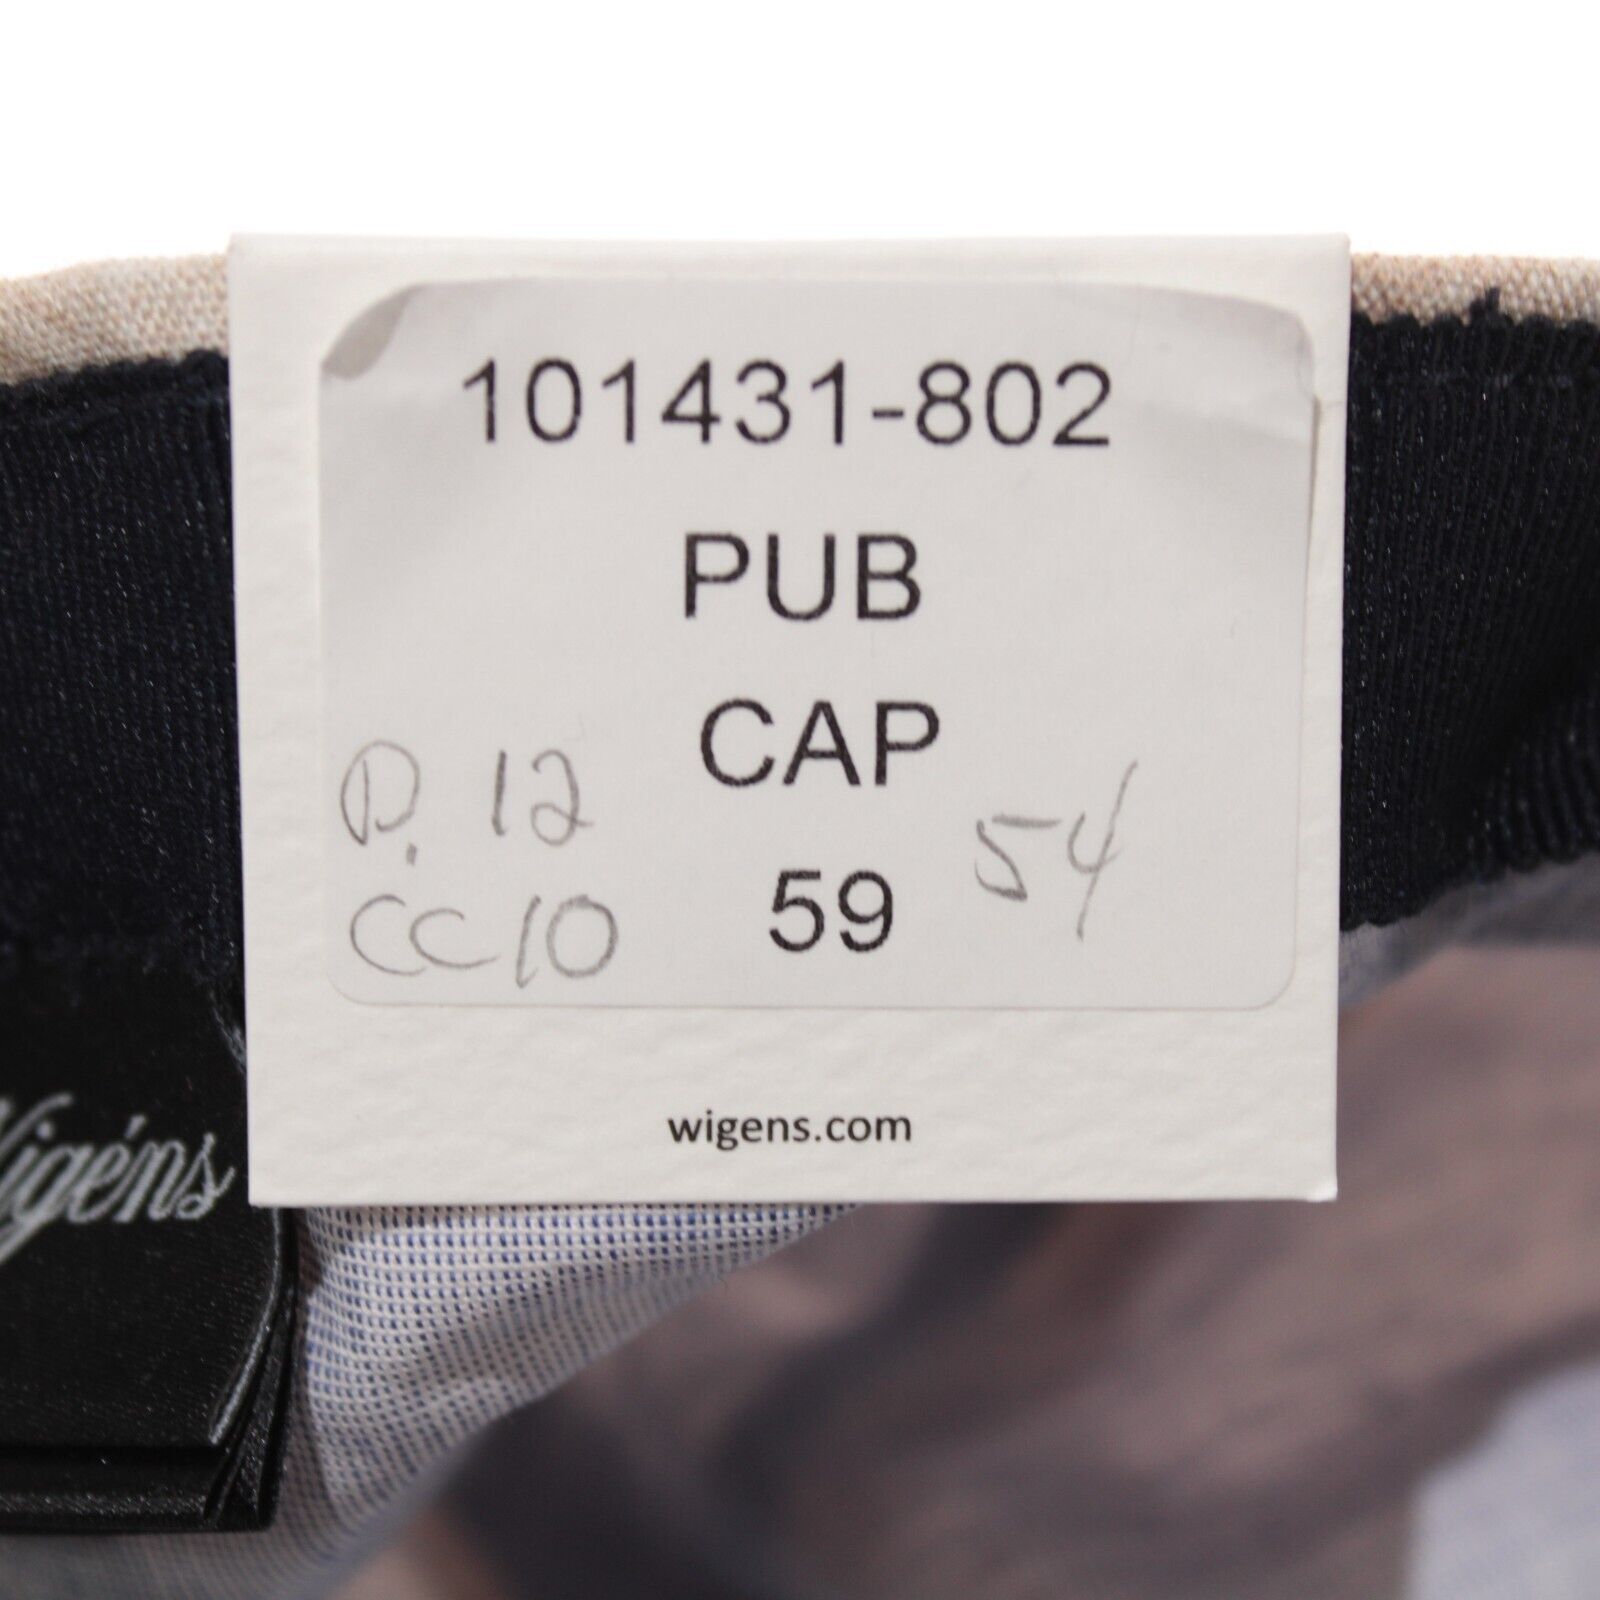 101431-802
PUB
CAP
D. 12
59 54
CC10
wigens.com
Wigéns